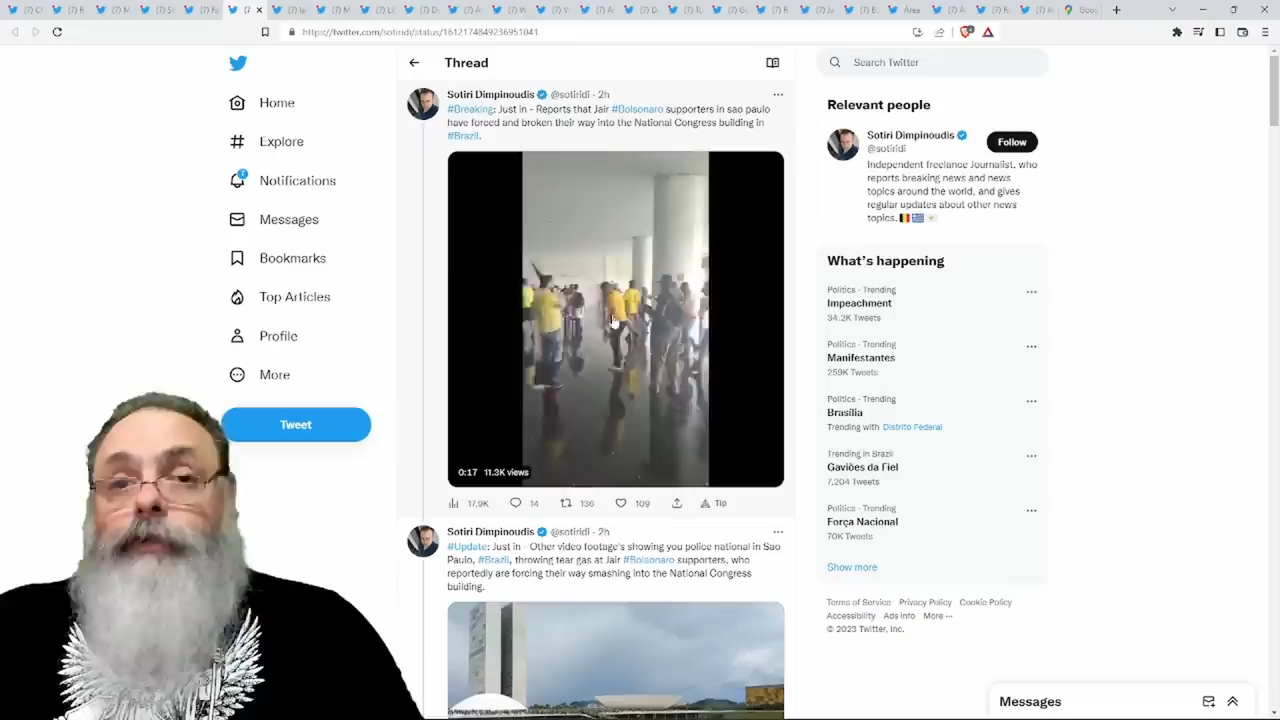 https://twitter.com/sotiridi/status/1612174849236951041
Home
Explore
7
Notifications
Messages
Bookmarks
Top Articles
Profile
More
Tweet
Thread
Sotiri Dimpinoudis @sotiridi · 2h
#Breaking: Just in - Reports that Jair #Bolsonaro supporters in sao paulo
have forced and broken their way into the National Congress building in
#Brazil.
0:17 11.3K views
17.9K 14 136 109 Tip
Sotiri Dimpinoudis @sotiridi · 2h
#Update: Just in - Other video footage's showing you police national in Sao
Paulo, #Brazil, throwing tear gas at Jair #Bolsonaro supporters, who
reportedly are forcing their way smashing into the National Congress
building.
Search Twitter
Relevant people
Sotiri Dimpinoudis
@sotiridi
Follow
Independent freelance Journalist, who
reports breaking news and news
topics around the world, and gives
regular updates about other news
topics.
What's happening
Politics · Trending
Impeachment
34.2K Tweets
Politics · Trending
Manifestantes
259K Tweets
Politics · Trending
Brasília
Trending with Distrito Federal
Trending in Brazil
Gaviões da Fiel
7,204 Tweets
Politics · Trending
Força Nacional
70K Tweets
Show more
Terms of Service Privacy Policy Cookie Policy
Accessibility Ads info More ···
© 2023 Twitter, Inc.
Messages